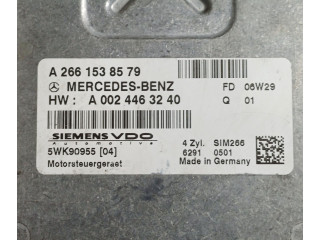 A 266 153 85 79
MERCEDES-BENZ FD 06W29
HW : A 002 446 32 40 Q 01
SIEMENS VDO 4 Zyl. SIM266
Automotive 6291 0501
5WK90955 [04] Made in Germany
Motorsteuergeraet